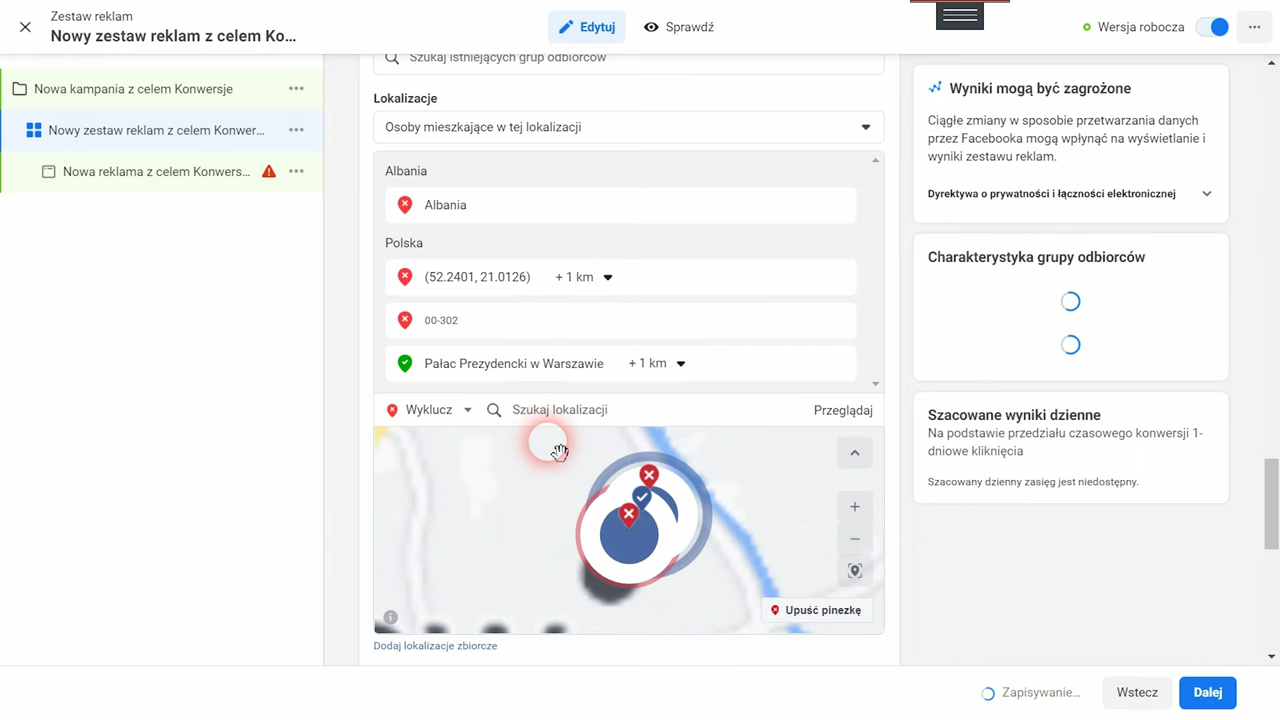 Zestaw reklam
Nowy zestaw reklam z celem Ko...
Edytuj
Sprawdź
Wersja robocza
Nowa kampania z celem Konwersje
Nowy zestaw reklam z celem Konwer...
Nowa reklama z celem Konwers...
Szukaj istniejących grup odbiorców
Lokalizacje
Osoby mieszkające w tej lokalizacji
Albania
Albania
Polska
(52.2401, 21.0126) + 1 km
00-302
Pałac Prezydencki w Warszawie + 1 km
Wyklucz
Szukaj lokalizacji
Przeglądaj
Upuść pinezkę
Dodaj lokalizacje zbiorcze
Wyniki mogą być zagrożone
Ciągłe zmiany w sposobie przetwarzania danych
przez Facebooka mogą wpłynąć na wyświetlanie i
wyniki zestawu reklam.
Dyrektywa o prywatności i łączności elektronicznej
Charakterystyka grupy odbiorców
Szacowane wyniki dzienne
Na podstawie przedziału czasowego konwersji 1-
dniowe kliknięcia
Szacowany dzienny zasięg jest niedostępny.
Zapisywanie...
Wstecz
Dalej